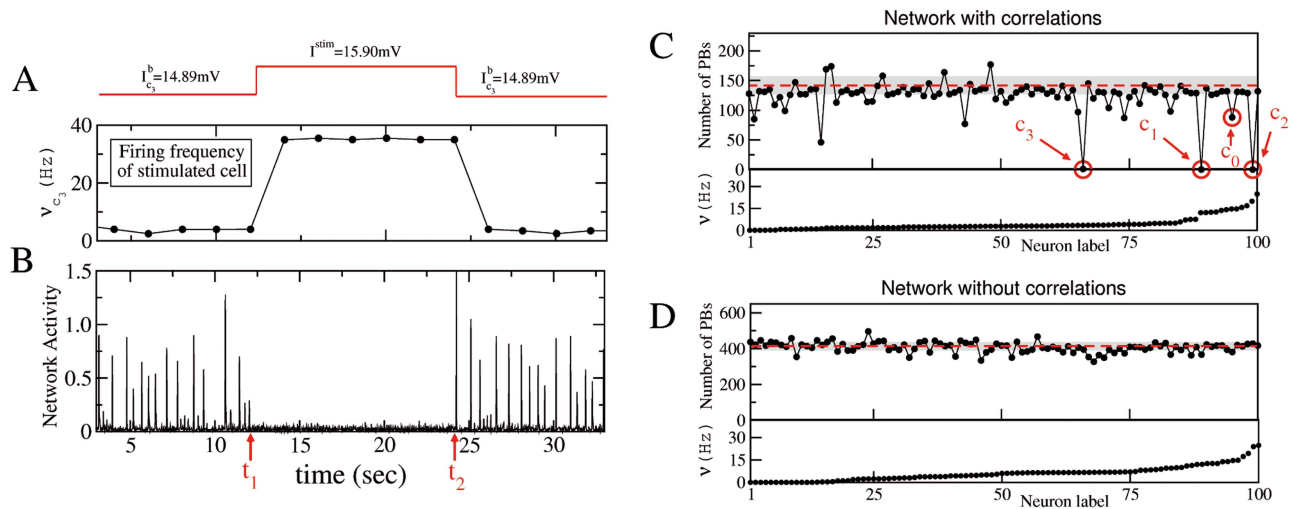 A
I^stim=15.90mV
I^b_c3=14.89mV
I^b_c3=14.89mV
40
20
0
ν_c3 (Hz)
Firing frequency
of stimulated cell
B
1.5
1.0
0.5
0
Network Activity
5
10
15
20
25
30
time (sec)
t1
t2
Network with correlations
C
200
150
100
50
0
Number of PBs
c3
c1
c0
c2
30
15
0
ν (Hz)
1
25
50
75
100
Neuron label
Network without correlations
D
600
400
200
0
Number of PBs
30
15
0
ν (Hz)
1
25
50
75
100
Neuron label